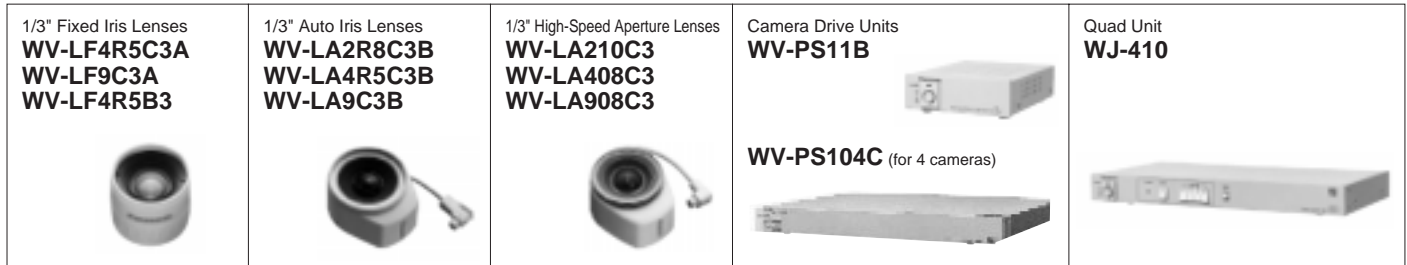 1/3" Fixed Iris Lenses
WV-LF4R5C3A
WV-LF9C3A
WV-LF4R5B3
1/3" Auto Iris Lenses
WV-LA2R8C3B
WV-LA4R5C3B
WV-LA9C3B
1/3" High-Speed Aperture Lenses
WV-LA210C3
WV-LA408C3
WV-LA908C3
Camera Drive Units
WV-PS11B
WV-PS104C (for 4 cameras)
Quad Unit
WJ-410